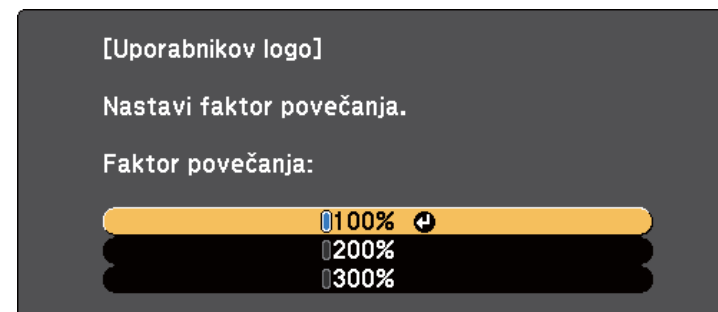 [Uporabnikov logo]
Nastavi faktor povečanja.
Faktor povečanja:
100%
200%
300%